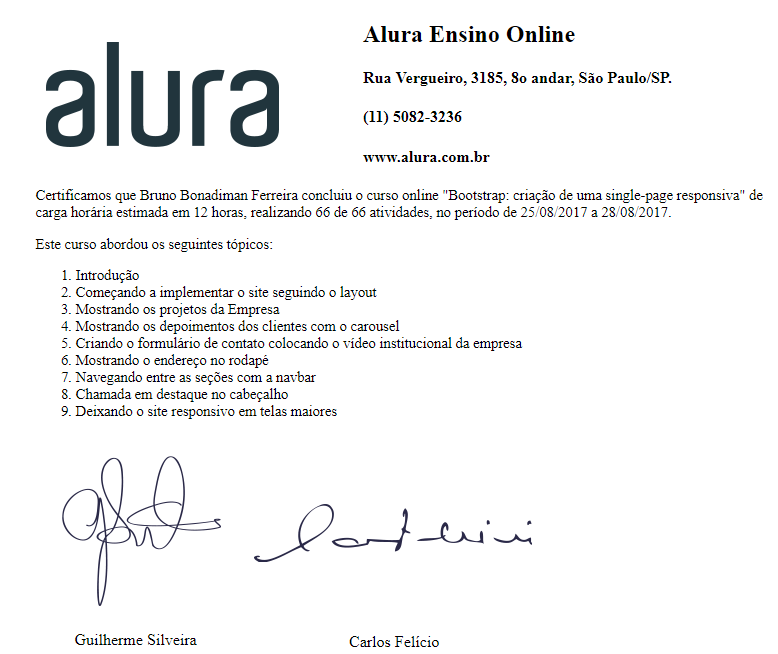 alura
Alura Ensino Online
Rua Vergueiro, 3185, 8o andar, São Paulo/SP.
(11) 5082-3236
www.alura.com.br
Certificamos que Bruno Bonadiman Ferreira concluiu o curso online "Bootstrap: criação de uma single-page responsiva" de
carga horária estimada em 12 horas, realizando 66 de 66 atividades, no período de 25/08/2017 a 28/08/2017.
Este curso abordou os seguintes tópicos:
1. Introdução
2. Começando a implementar o site seguindo o layout
3. Mostrando os projetos da Empresa
4. Mostrando os depoimentos dos clientes com o carousel
5. Criando o formulário de contato colocando o vídeo institucional da empresa
6. Mostrando o endereço no rodapé
7. Navegando entre as seções com a navbar
8. Chamada em destaque no cabeçalho
9. Deixando o site responsivo em telas maiores
Guilherme Silveira
Carlos Felício